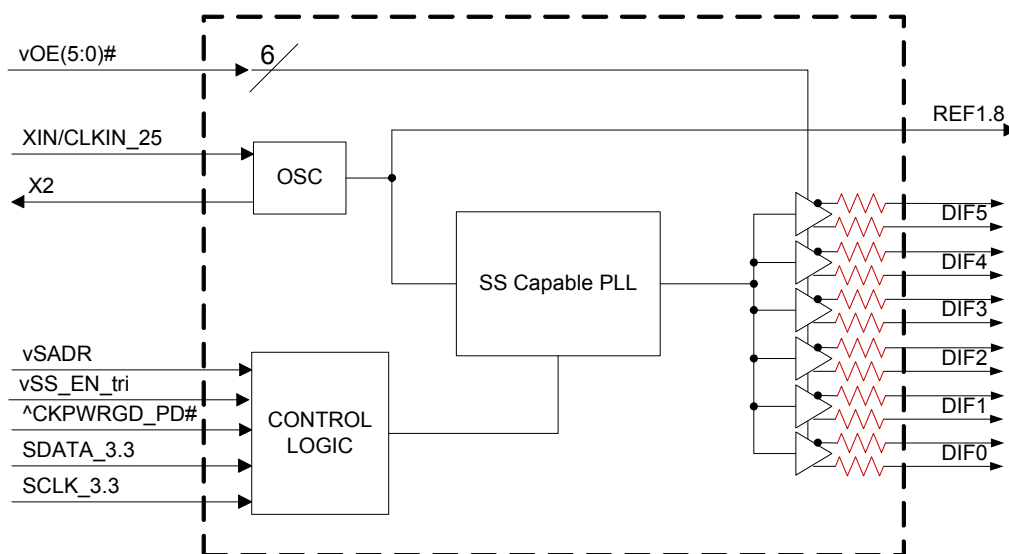 vOE(5:0)#
6
REF1.8
XIN/CLKIN_25
OSC
X2
DIF5
DIF4
SS Capable PLL
DIF3
vSADR
DIF2
vSS_EN_tri
^CKPWRGD_PD#
CONTROL
LOGIC
DIF1
SDATA_3.3
DIF0
SCLK_3.3